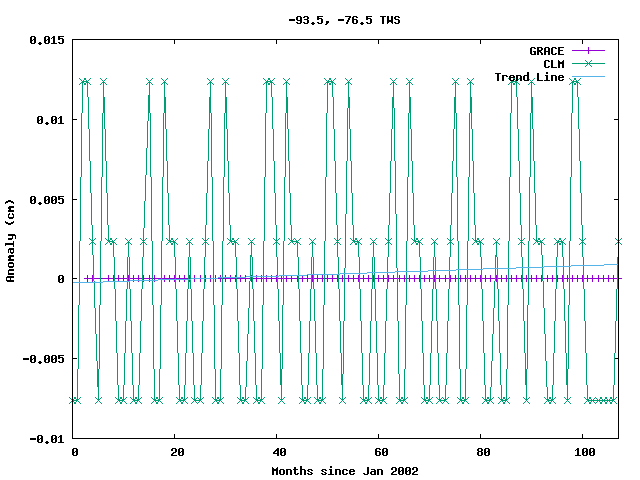 -93.5, -76.5 TWS
0.015
0.01
0.005
0
-0.005
-0.01
Anomaly (cm)
GRACE
CLM
Trend Line
0 20 40 60 80 100
Months since Jan 2002